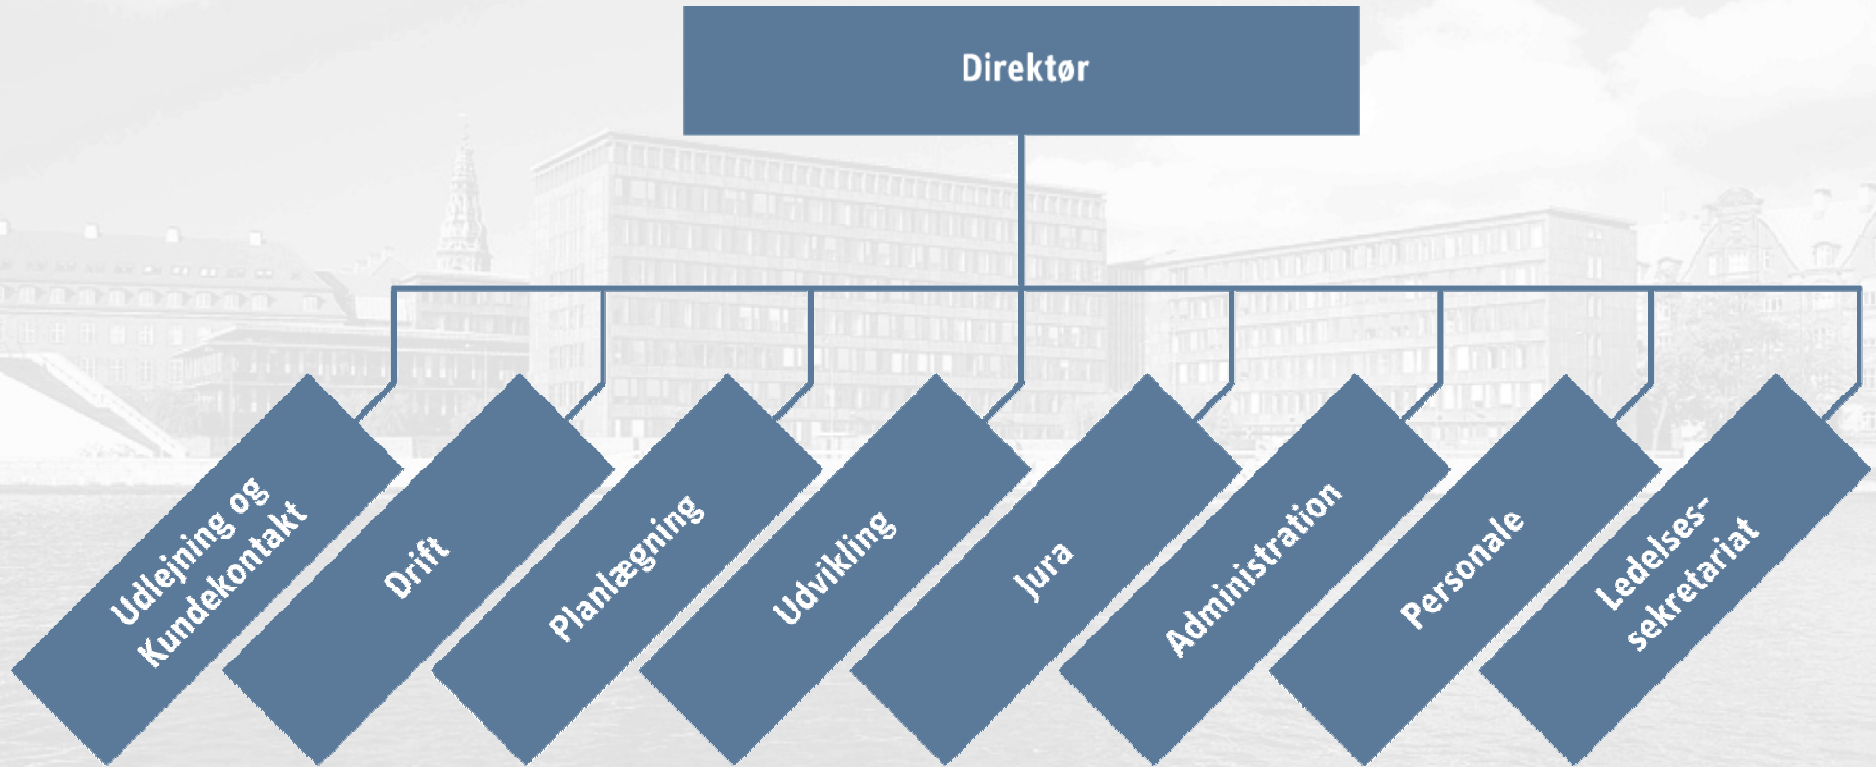 Direktør
Udlejning og
Kundekontakt
Drift
Planlægning
Udvikling
Jura
Administration
Personale
Ledelses-
sekretariat